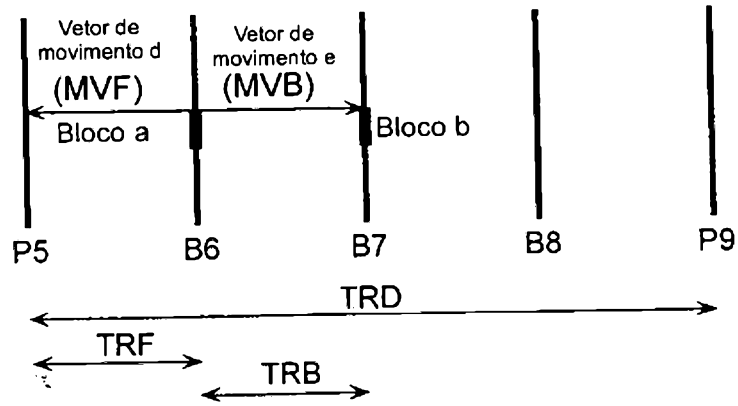 Vetor de
movimento d
(MVF)
Vetor de
movimento e
(MVB)
Bloco a
Bloco b
P5
B6
B7
B8
P9
TRD
TRF
TRB